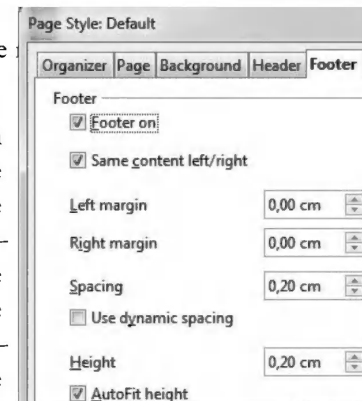 Page Style: Default
Organizer Page Background Header Footer
Footer
Footer on
Same content left/right
Left margin 0,00 cm
Right margin 0,00 cm
Spacing 0,20 cm
Use dynamic spacing
Height 0,20 cm
AutoFit height